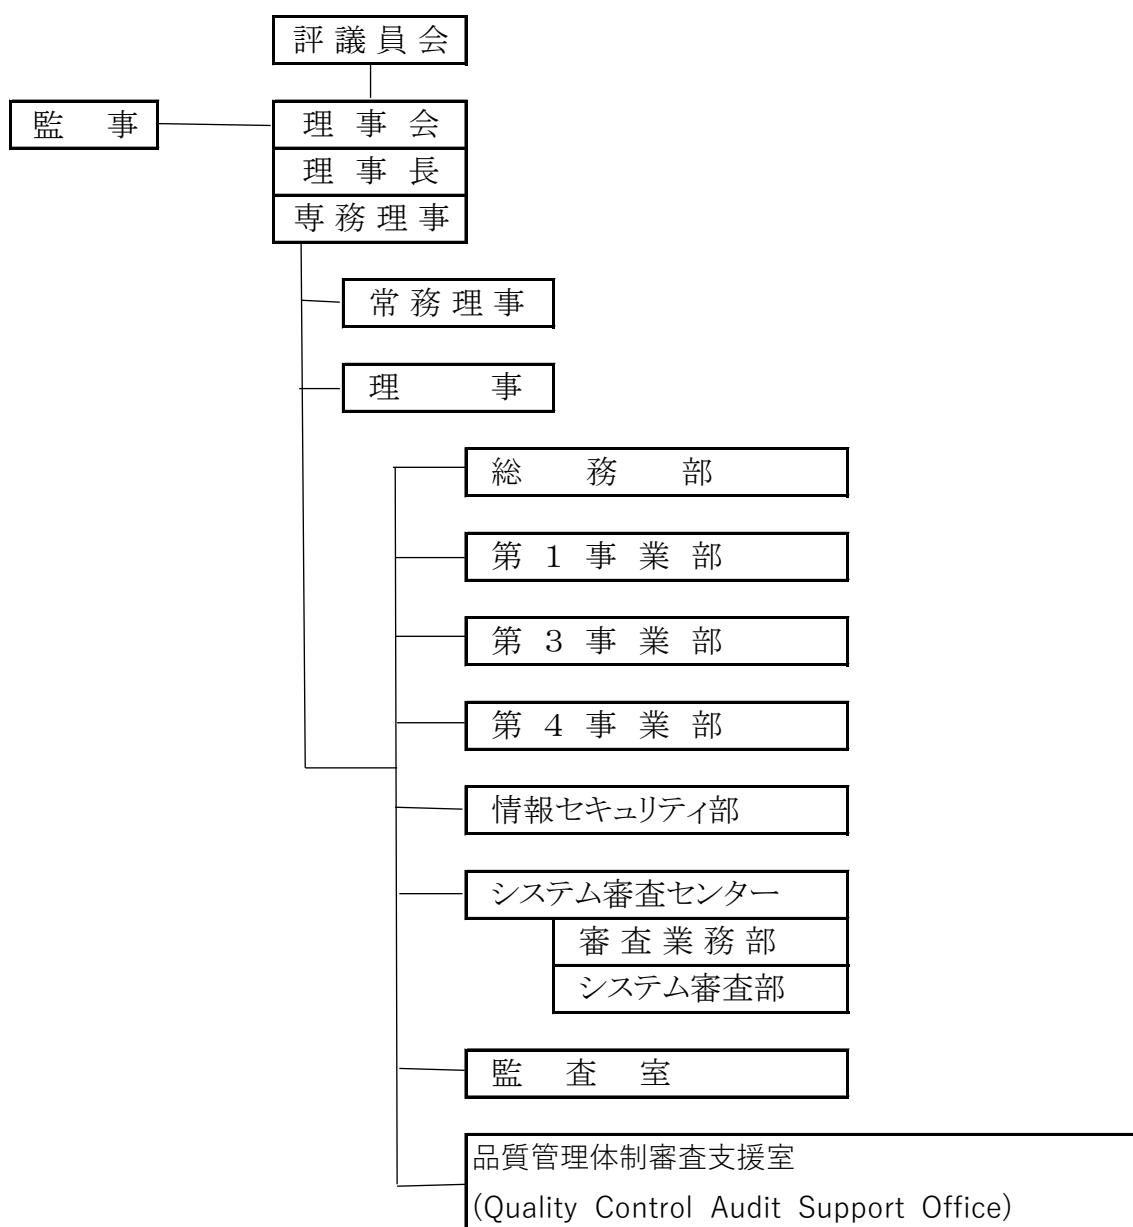 評議員会
監事
理事会
理事長
専務理事
常務理事
理事
総務部
第１事業部
第３事業部
第４事業部
情報セキュリティ部
システム審査センター
審査業務部
システム審査部
監査室
品質管理体制審査支援室
(Quality Control Audit Support Office)